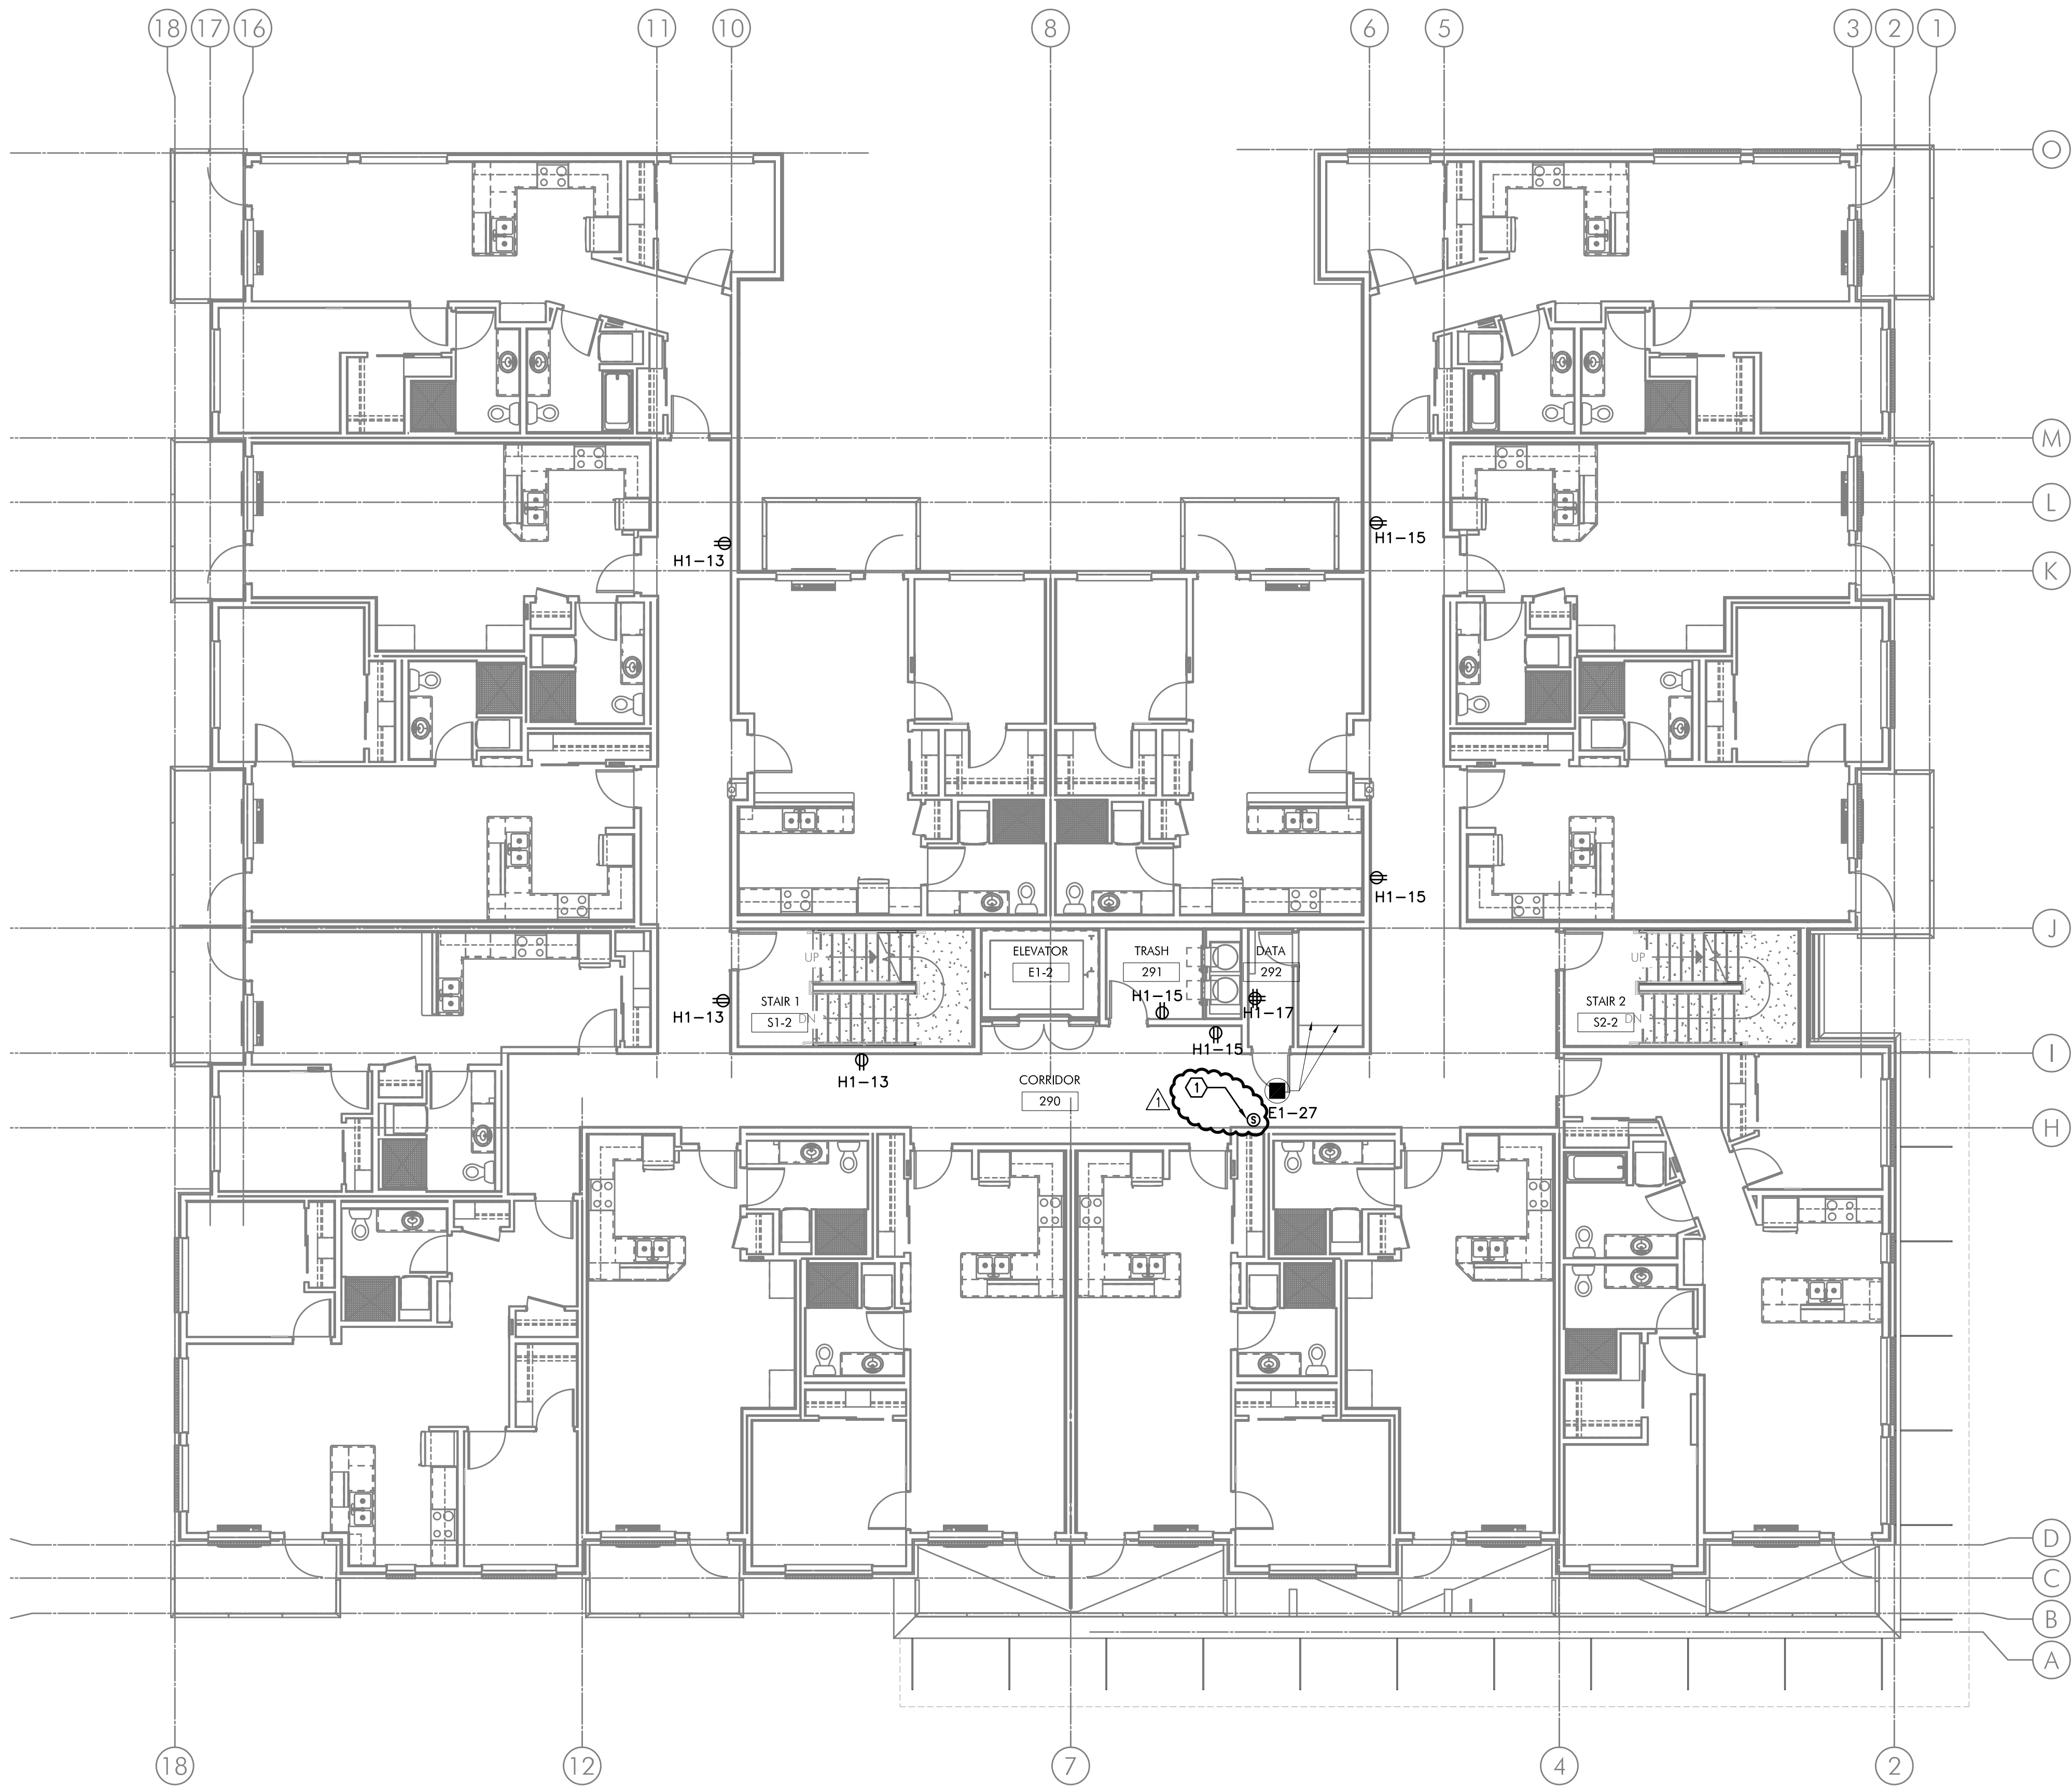 18 17 16 11 10 8 6 5 3 2 1
O
M
L
H1-15
H1-13
K
H1-15
J
ELEVATOR TRASH DATA
E1-2 291 292
UP UP
STAIR 1 H1-15 STAIR 2
S1-2 DN H1-17 S2-2 DN
H1-13
H1-15
I
H1-13
CORRIDOR
290
1 1
S
E1-27
H
D
C
B
A
18 12 7 4 2